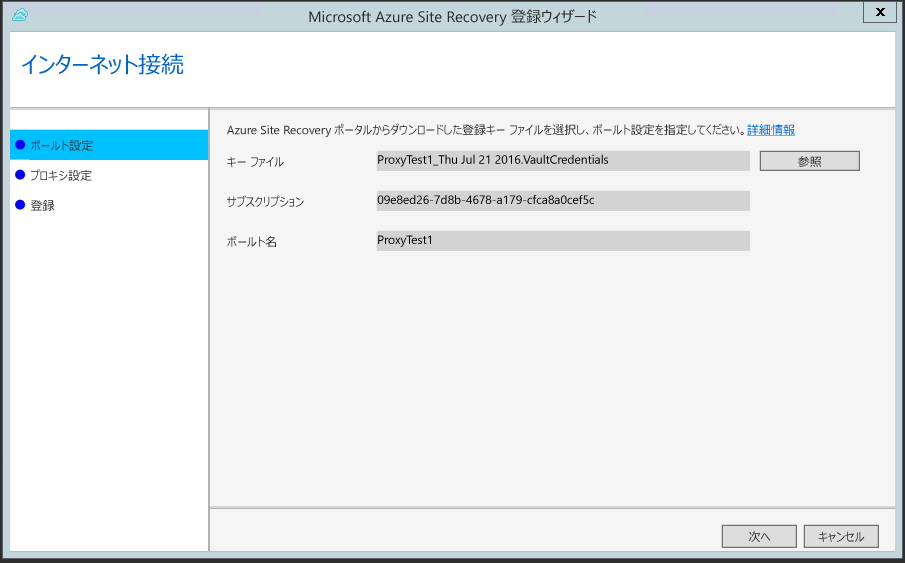 Microsoft Azure Site Recovery 登録ウィザード
X
インターネット接続
ボールト設定
プロキシ設定
登録
Azure Site Recovery ポータルからダウンロードした登録キー ファイルを選択し、ボールト設定を指定してください。詳細情報
キー ファイル
ProxyTest1_Thu Jul 21 2016.VaultCredentials
参照
サブスクリプション
09e8ed26-7d8b-4678-a179-cfca8a0cef5c
ボールト名
ProxyTest1
次へ
キャンセル